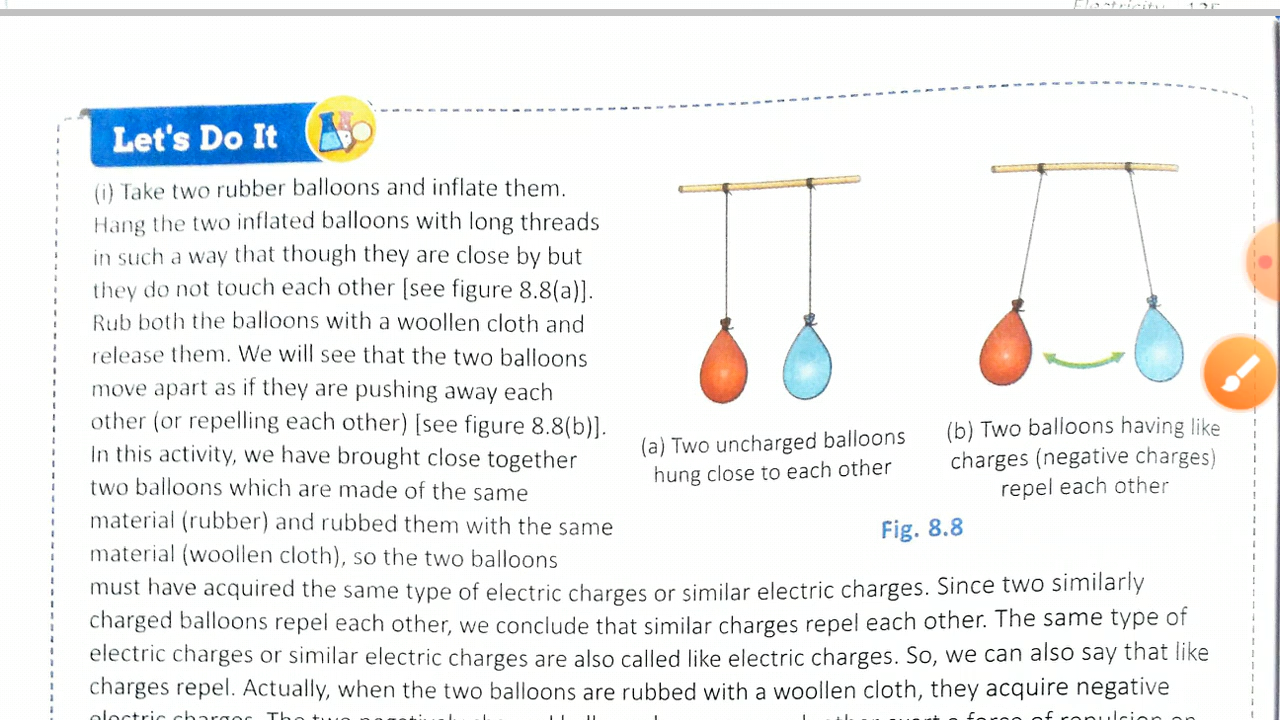 Electricity
Let's Do It
(i) Take two rubber balloons and inflate them.
Hang the two inflated balloons with long threads
in such a way that though they are close by but
they do not touch each other [see figure 8.8(a)].
Rub both the balloons with a woollen cloth and
release them. We will see that the two balloons
move apart as if they are pushing away each
other (or repelling each other) [see figure 8.8(b)].
In this activity, we have brought close together
two balloons which are made of the same
material (rubber) and rubbed them with the same
material (woollen cloth), so the two balloons
must have acquired the same type of electric charges or similar electric charges. Since two similarly
charged balloons repel each other, we conclude that similar charges repel each other. The same type of
electric charges or similar electric charges are also called like electric charges. So, we can also say that like
charges repel. Actually, when the two balloons are rubbed with a woollen cloth, they acquire negative
electric charges. The two
(a) Two uncharged balloons
hung close to each other
(b) Two balloons having like
charges (negative charges)
repel each other
Fig. 8.8